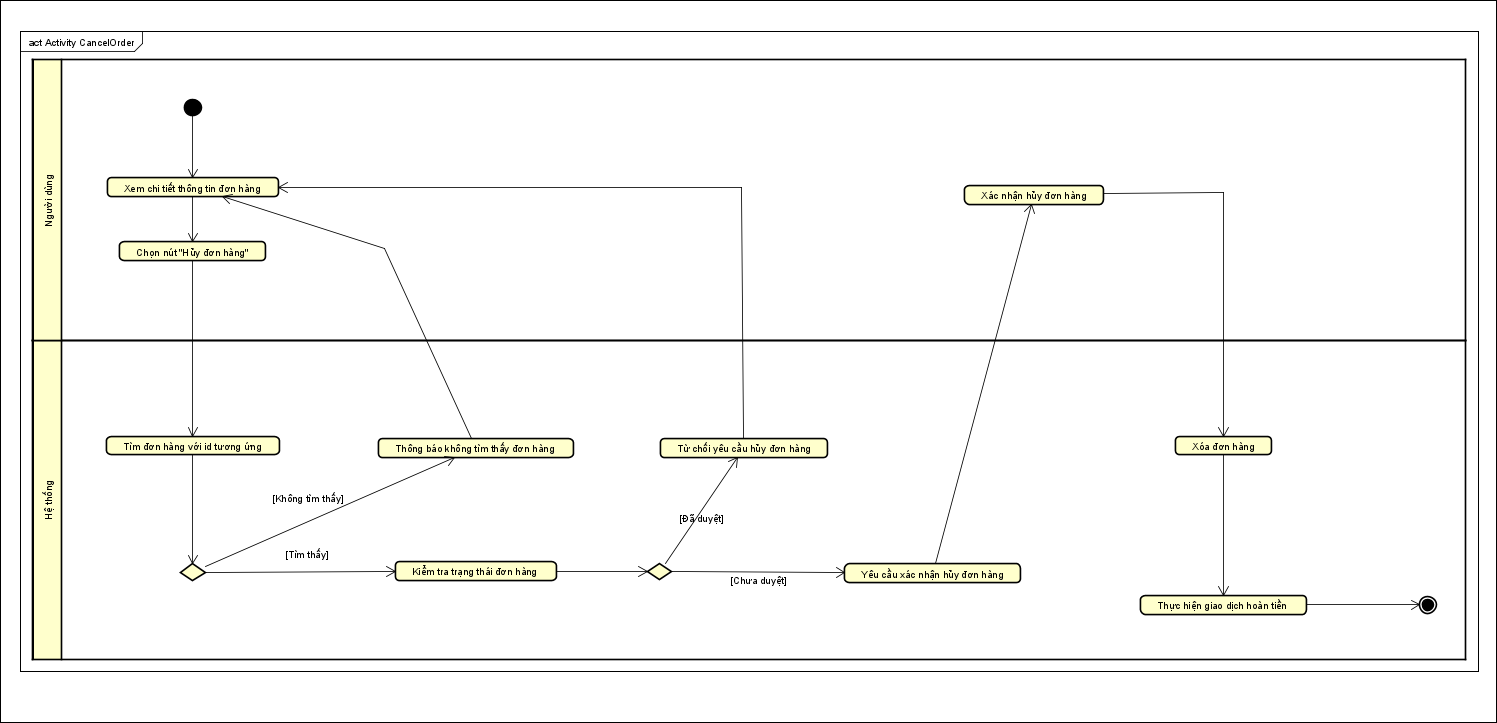 act Activity CancelOrder
Người dùng
Xem chi tiết thông tin đơn hàng
Xác nhận hủy đơn hàng
Chọn nút "Hủy đơn hàng"
Hệ thống
Tìm đơn hàng với id tương ứng
Thông báo không tìm thấy đơn hàng
Từ chối yêu cầu hủy đơn hàng
Xóa đơn hàng
[Không tìm thấy]
[Đã duyệt]
[Tìm thấy]
Kiểm tra trạng thái đơn hàng
[Chưa duyệt]
Yêu cầu xác nhận hủy đơn hàng
Thực hiện giao dịch hoàn tiền